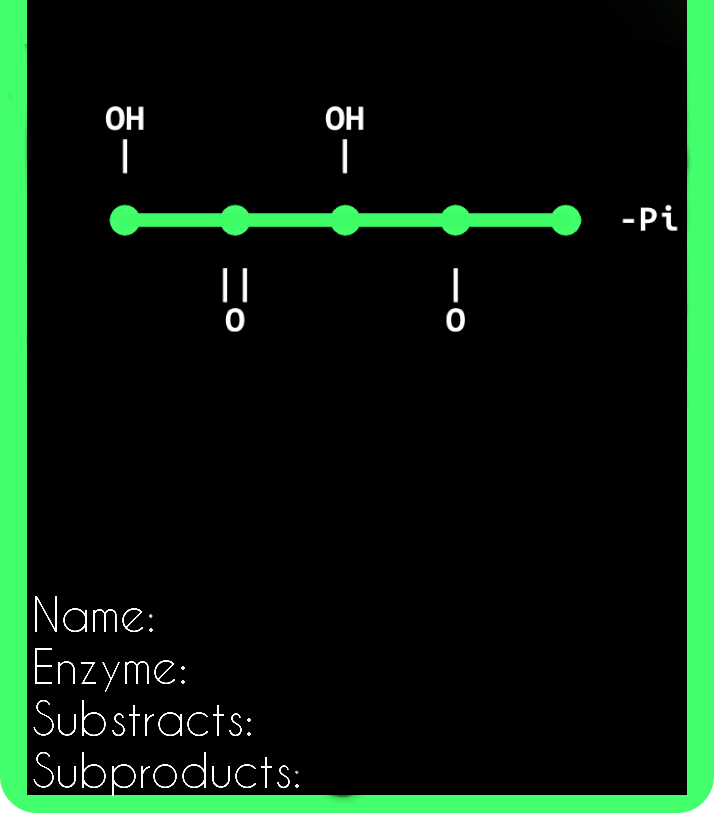 OH OH
| |
-Pi
|| |
O O
Name:
Enzyme:
Substracts:
Subproducts: